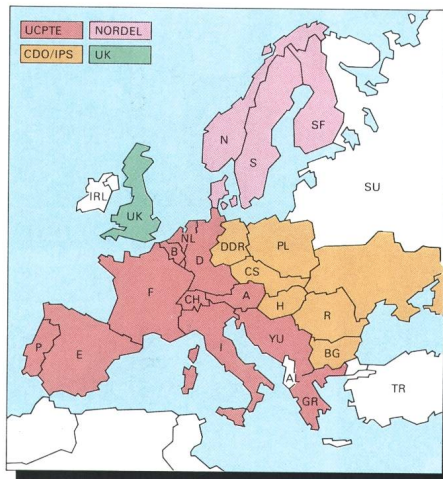 UCPTE NORDEL
CDO/IPS UK
N
SF
S
SU
IRL
UK
NL
B
D
DDR
PL
CS
F
CH
A
H
R
YU
I
P
E
BG
A
TR
GR